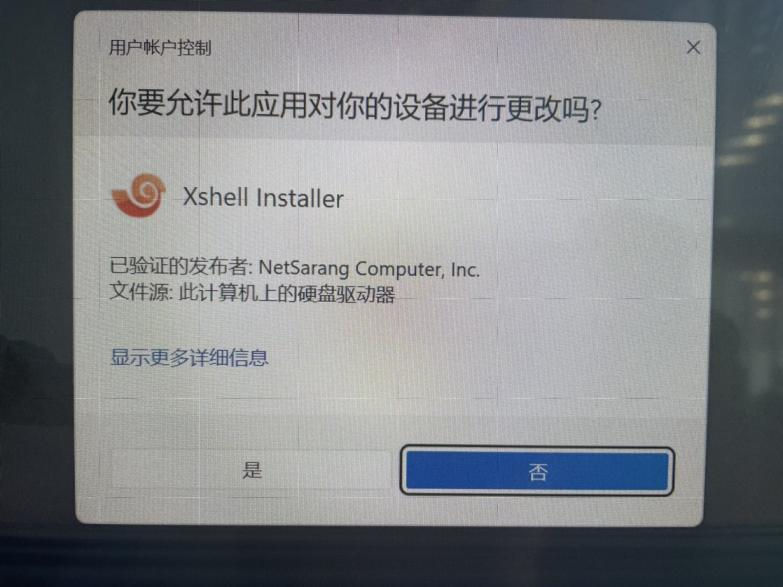 用户帐户控制
你要允许此应用对你的设备进行更改吗?
Xshell Installer
已验证的发布者: NetSarang Computer, Inc.
文件源: 此计算机上的硬盘驱动器
显示更多详细信息
是
否